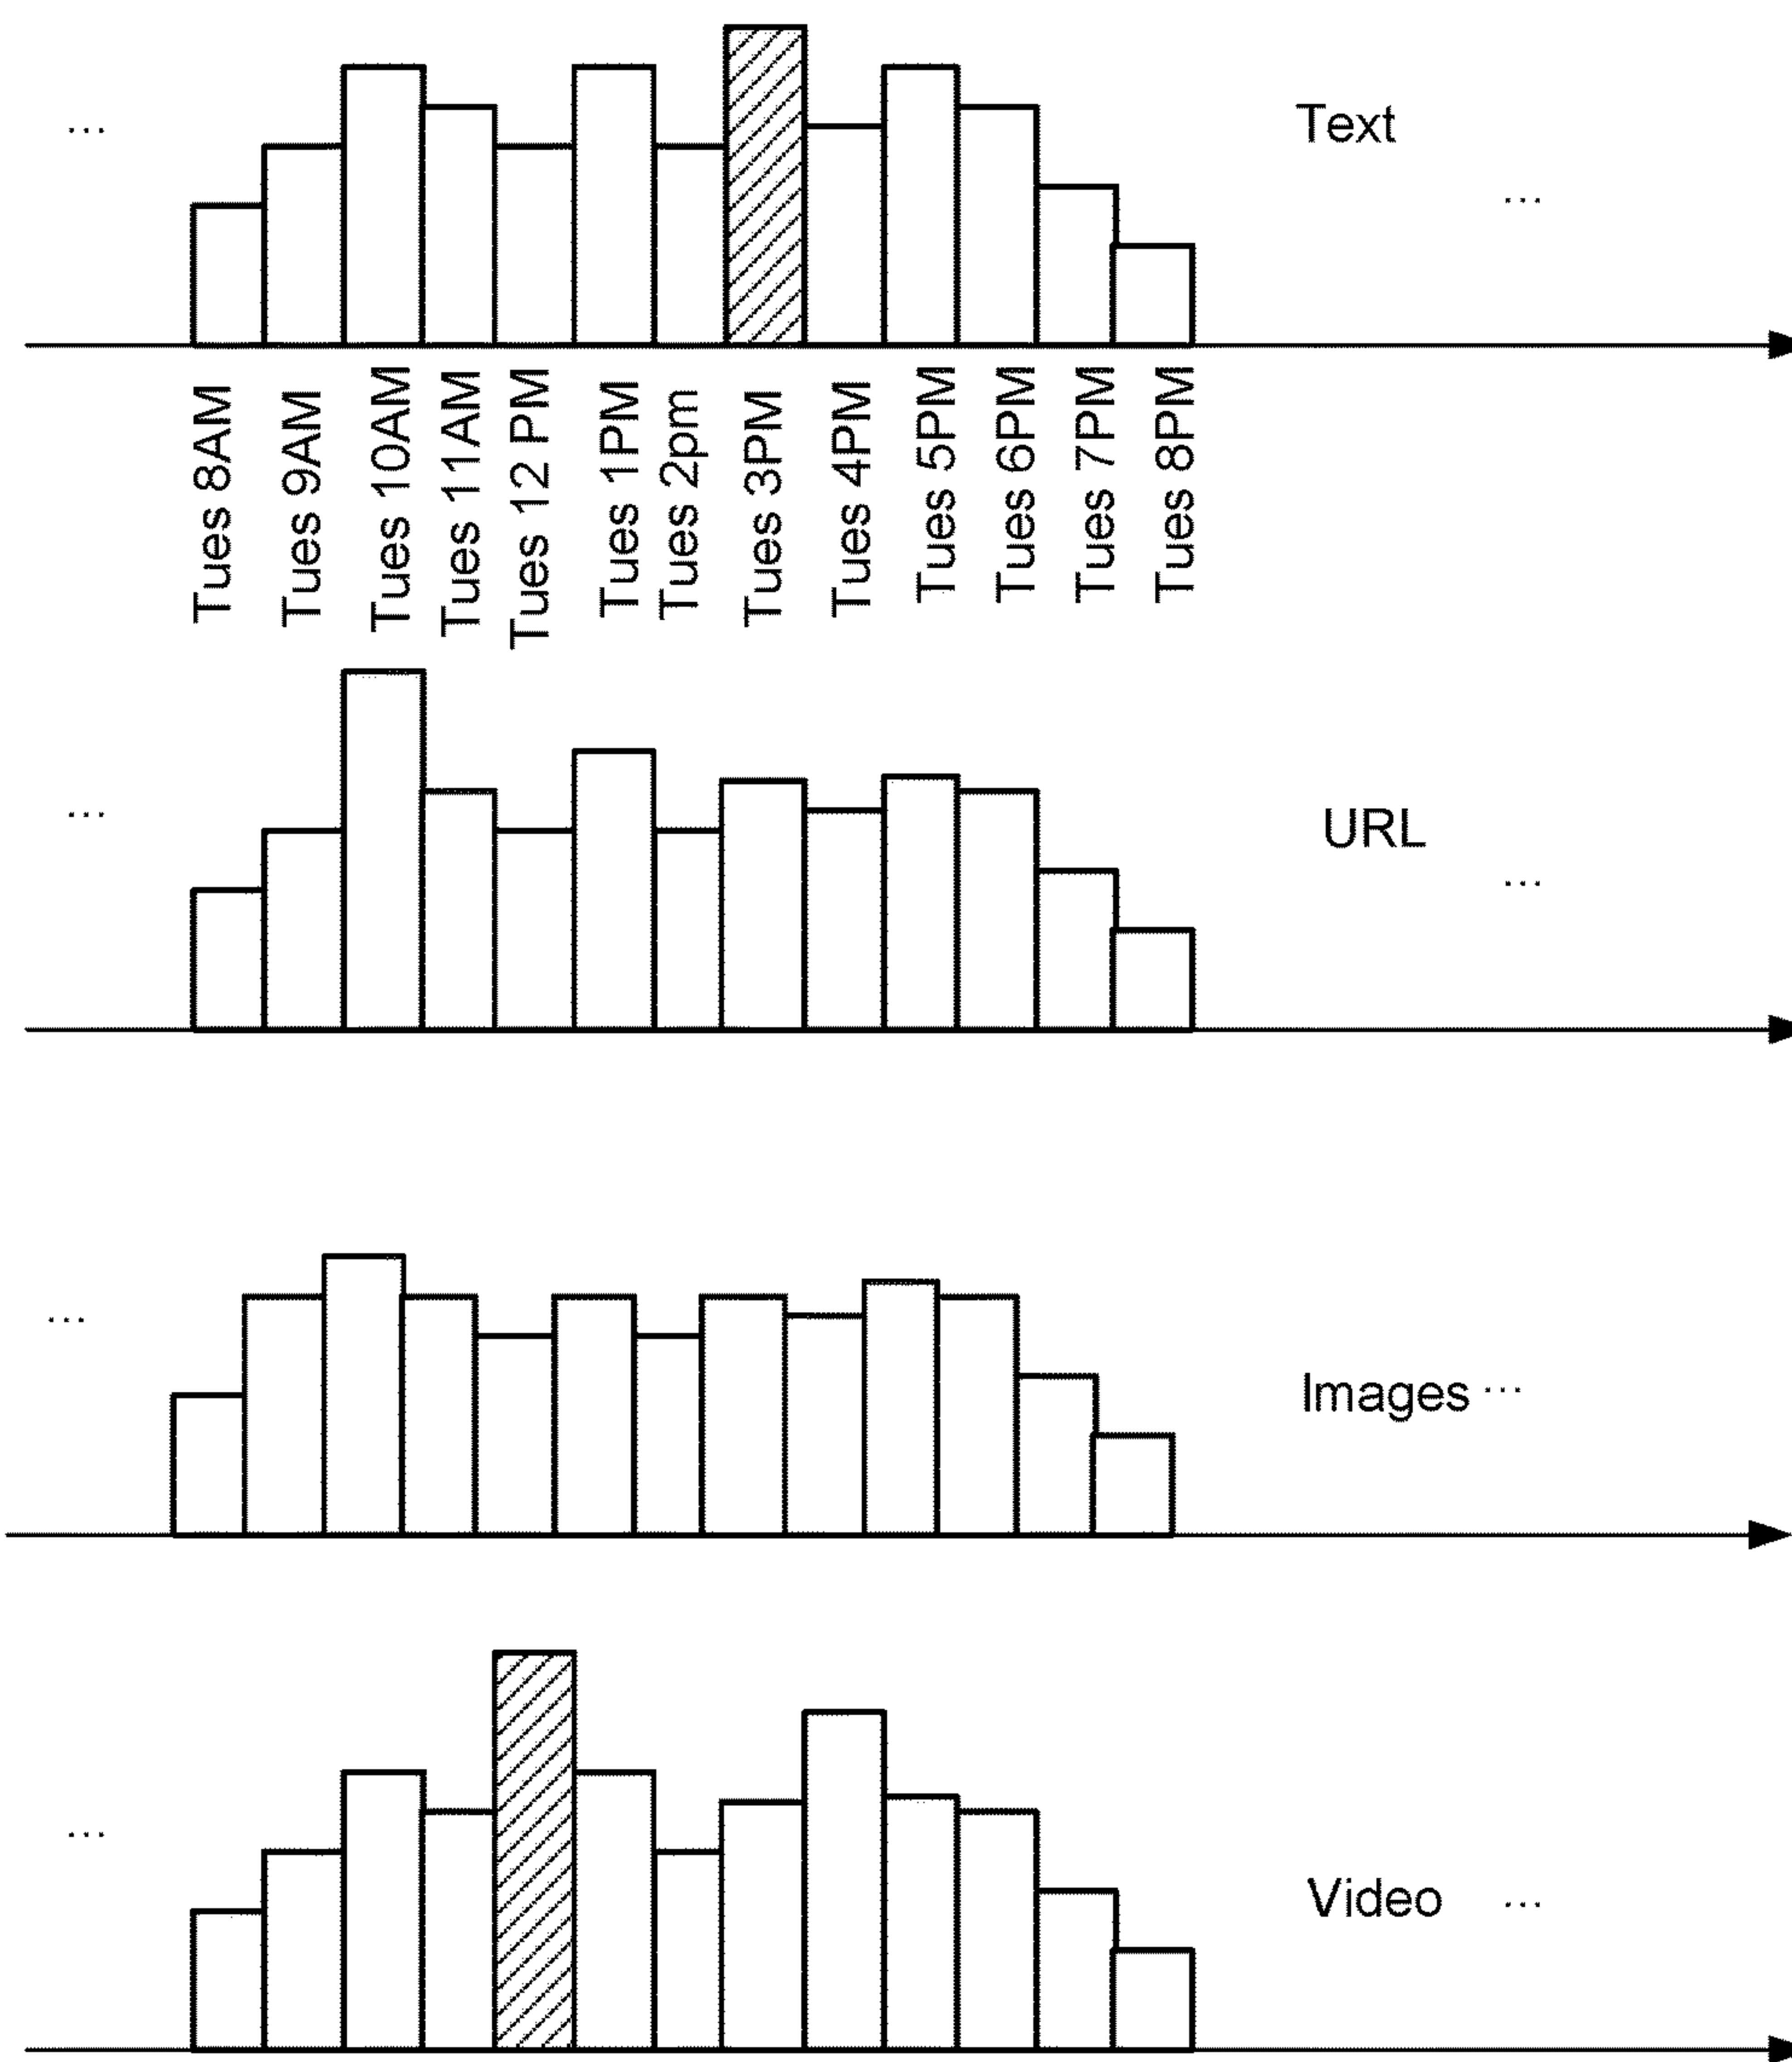 ...
Text
...
Tues 8AM
Tues 9AM
Tues 10AM
Tues 11AM
Tues 12 PM
Tues 1PM
Tues 2pm
Tues 3PM
Tues 4PM
Tues 5PM
Tues 6PM
Tues 7PM
Tues 8PM
...
URL
...
...
Images ...
...
Video ...